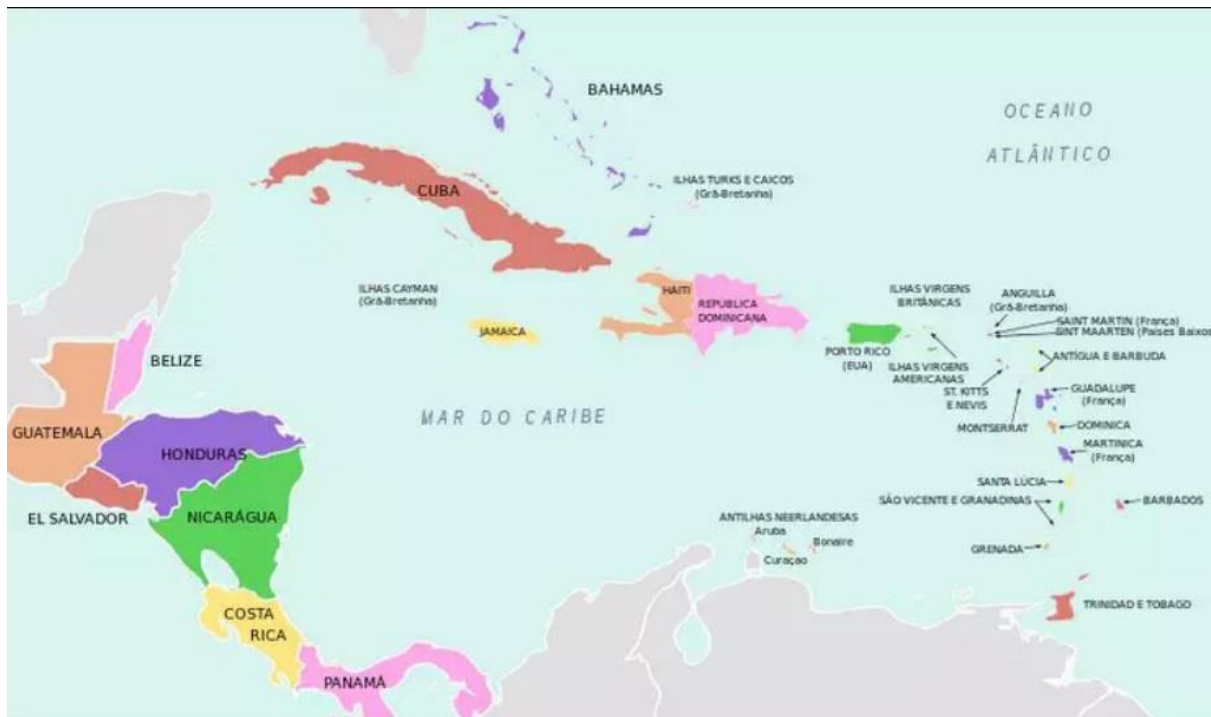 BAHAMAS
OCEANO
ATLÂNTICO
CUBA
ILHAS TURKS E CAICOS
(Grã-Bretanha)
ILHAS CAYMAN
(Grã-Bretanha)
HAITI
REPÚBLICA
DOMINICANA
ILHAS VIRGENS
BRITÂNICAS
ANGUILLA
(Grã-Bretanha)
SAINT MARTIN (França)
SINT MAARTEN (Países Baixos
JAMAICA
PORTO RICO
(EUA)
ILHAS VIRGENS
AMERICANAS
ANTÍGUA E BARBUDA
BELIZE
ST. KITTS
E NEVIS
GUADALUPE
(França)
MAR DO CARIBE
MONTSERRAT
DOMINICA
GUATEMALA
HONDURAS
MARTINICA
(França)
SANTA LÚCIA
SÃO VICENTE E GRANADINAS
BARBADOS
EL SALVADOR
NICARÁGUA
ANTILHAS NEERLANDESAS
Aruba
Bonaire
Curaçao
GRENADA
TRINIDAD E TOBAGO
COSTA
RICA
PANAMÁ